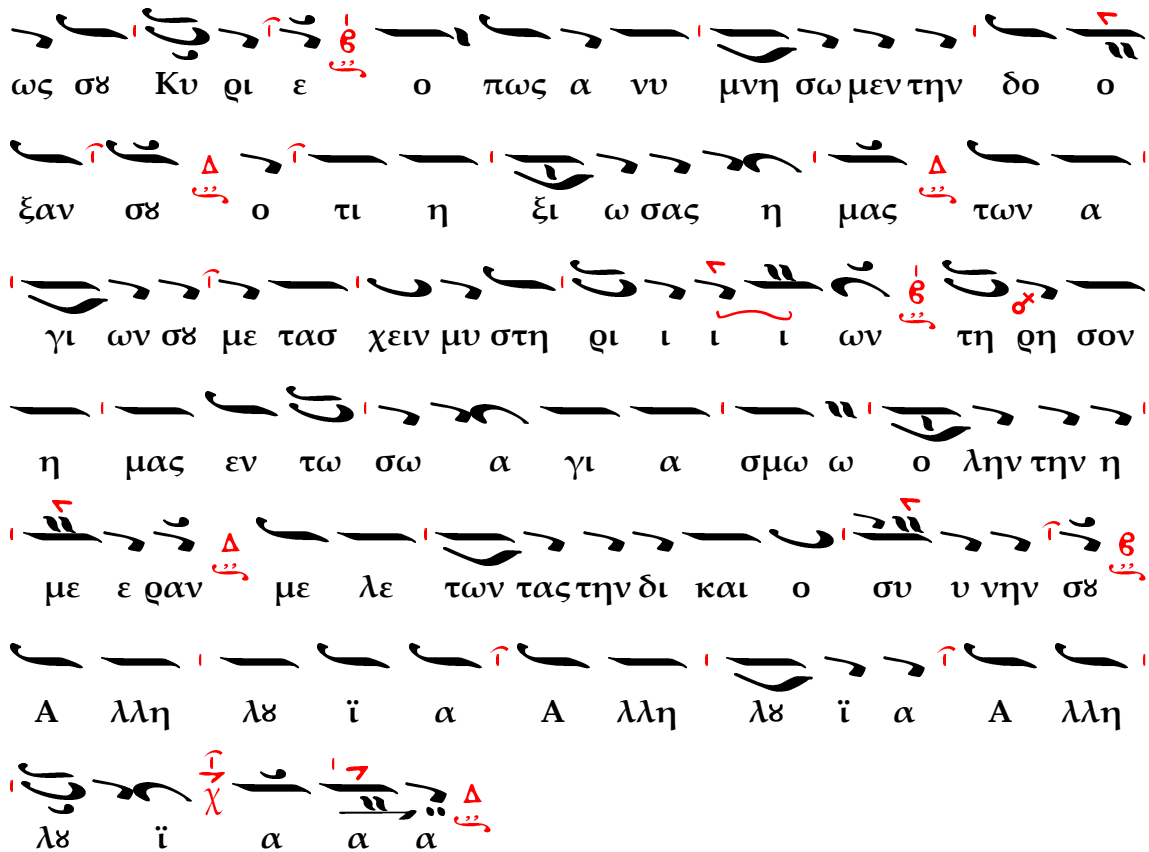 ως σȣ Κυ ρι ε ο πως α νυ μνη σω μεν την δο ο
ξαν σȣ ο τι η ξι ω σας η μας των α
γι ων σȣ με τασ χειν μυ στη ρι ι ι ι ων τη ρη σον
η μας εν τω σω α γι α σμω ω ο λην την η
με ε ραν με λε των τας την δι και ο συ υ νην σȣ
Α λλη λȣ ϊ α Α λλη λȣ ϊ α Α λλη
λȣ ϊ α α α